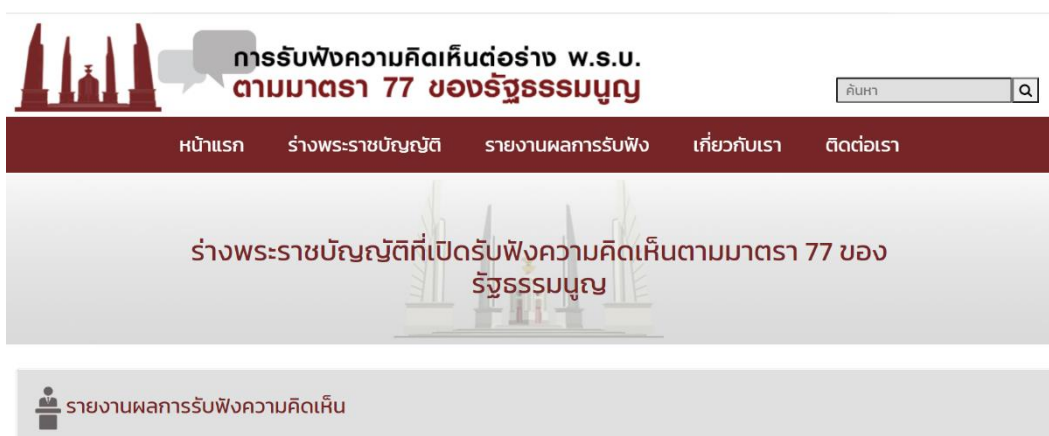 การรับฟังความคิดเห็นต่อร่าง พ.ร.บ.
ตามมาตรา 77 ของรัฐธรรมนูญ
ค้นหา
หน้าแรก ร่างพระราชบัญญัติ รายงานผลการรับฟัง เกี่ยวกับเรา ติดต่อเรา
ร่างพระราชบัญญัติที่เปิดรับฟังความคิดเห็นตามมาตรา 77 ของ
รัฐธรรมนูญ
รายงานผลการรับฟังความคิดเห็น